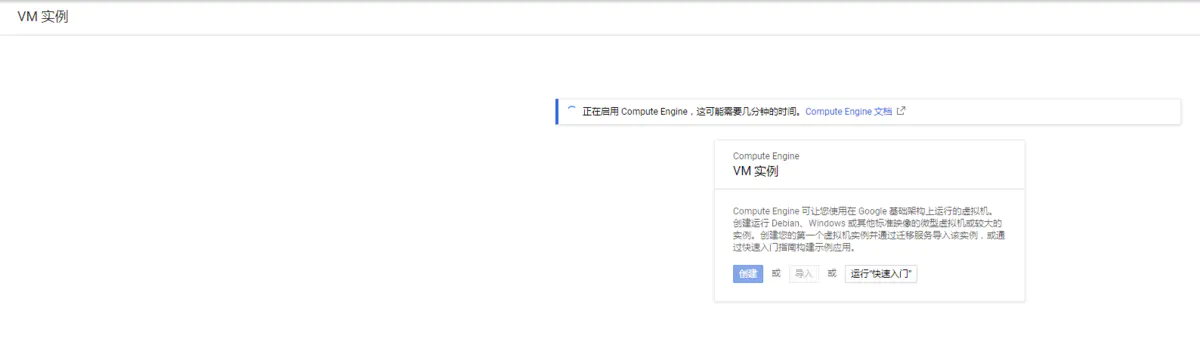 VM 实例
正在启用 Compute Engine，这可能需要几分钟的时间。Compute Engine 文档
Compute Engine
VM 实例
Compute Engine 可让您使用在 Google 基础架构上运行的虚拟机。
创建运行 Debian、Windows 或其他标准映像的微型虚拟机或较大的
实例。创建您的第一个虚拟机实例并通过迁移服务导入该实例，或通
过快速入门指南构建示例应用。
创建 或 导入 或 运行“快速入门”